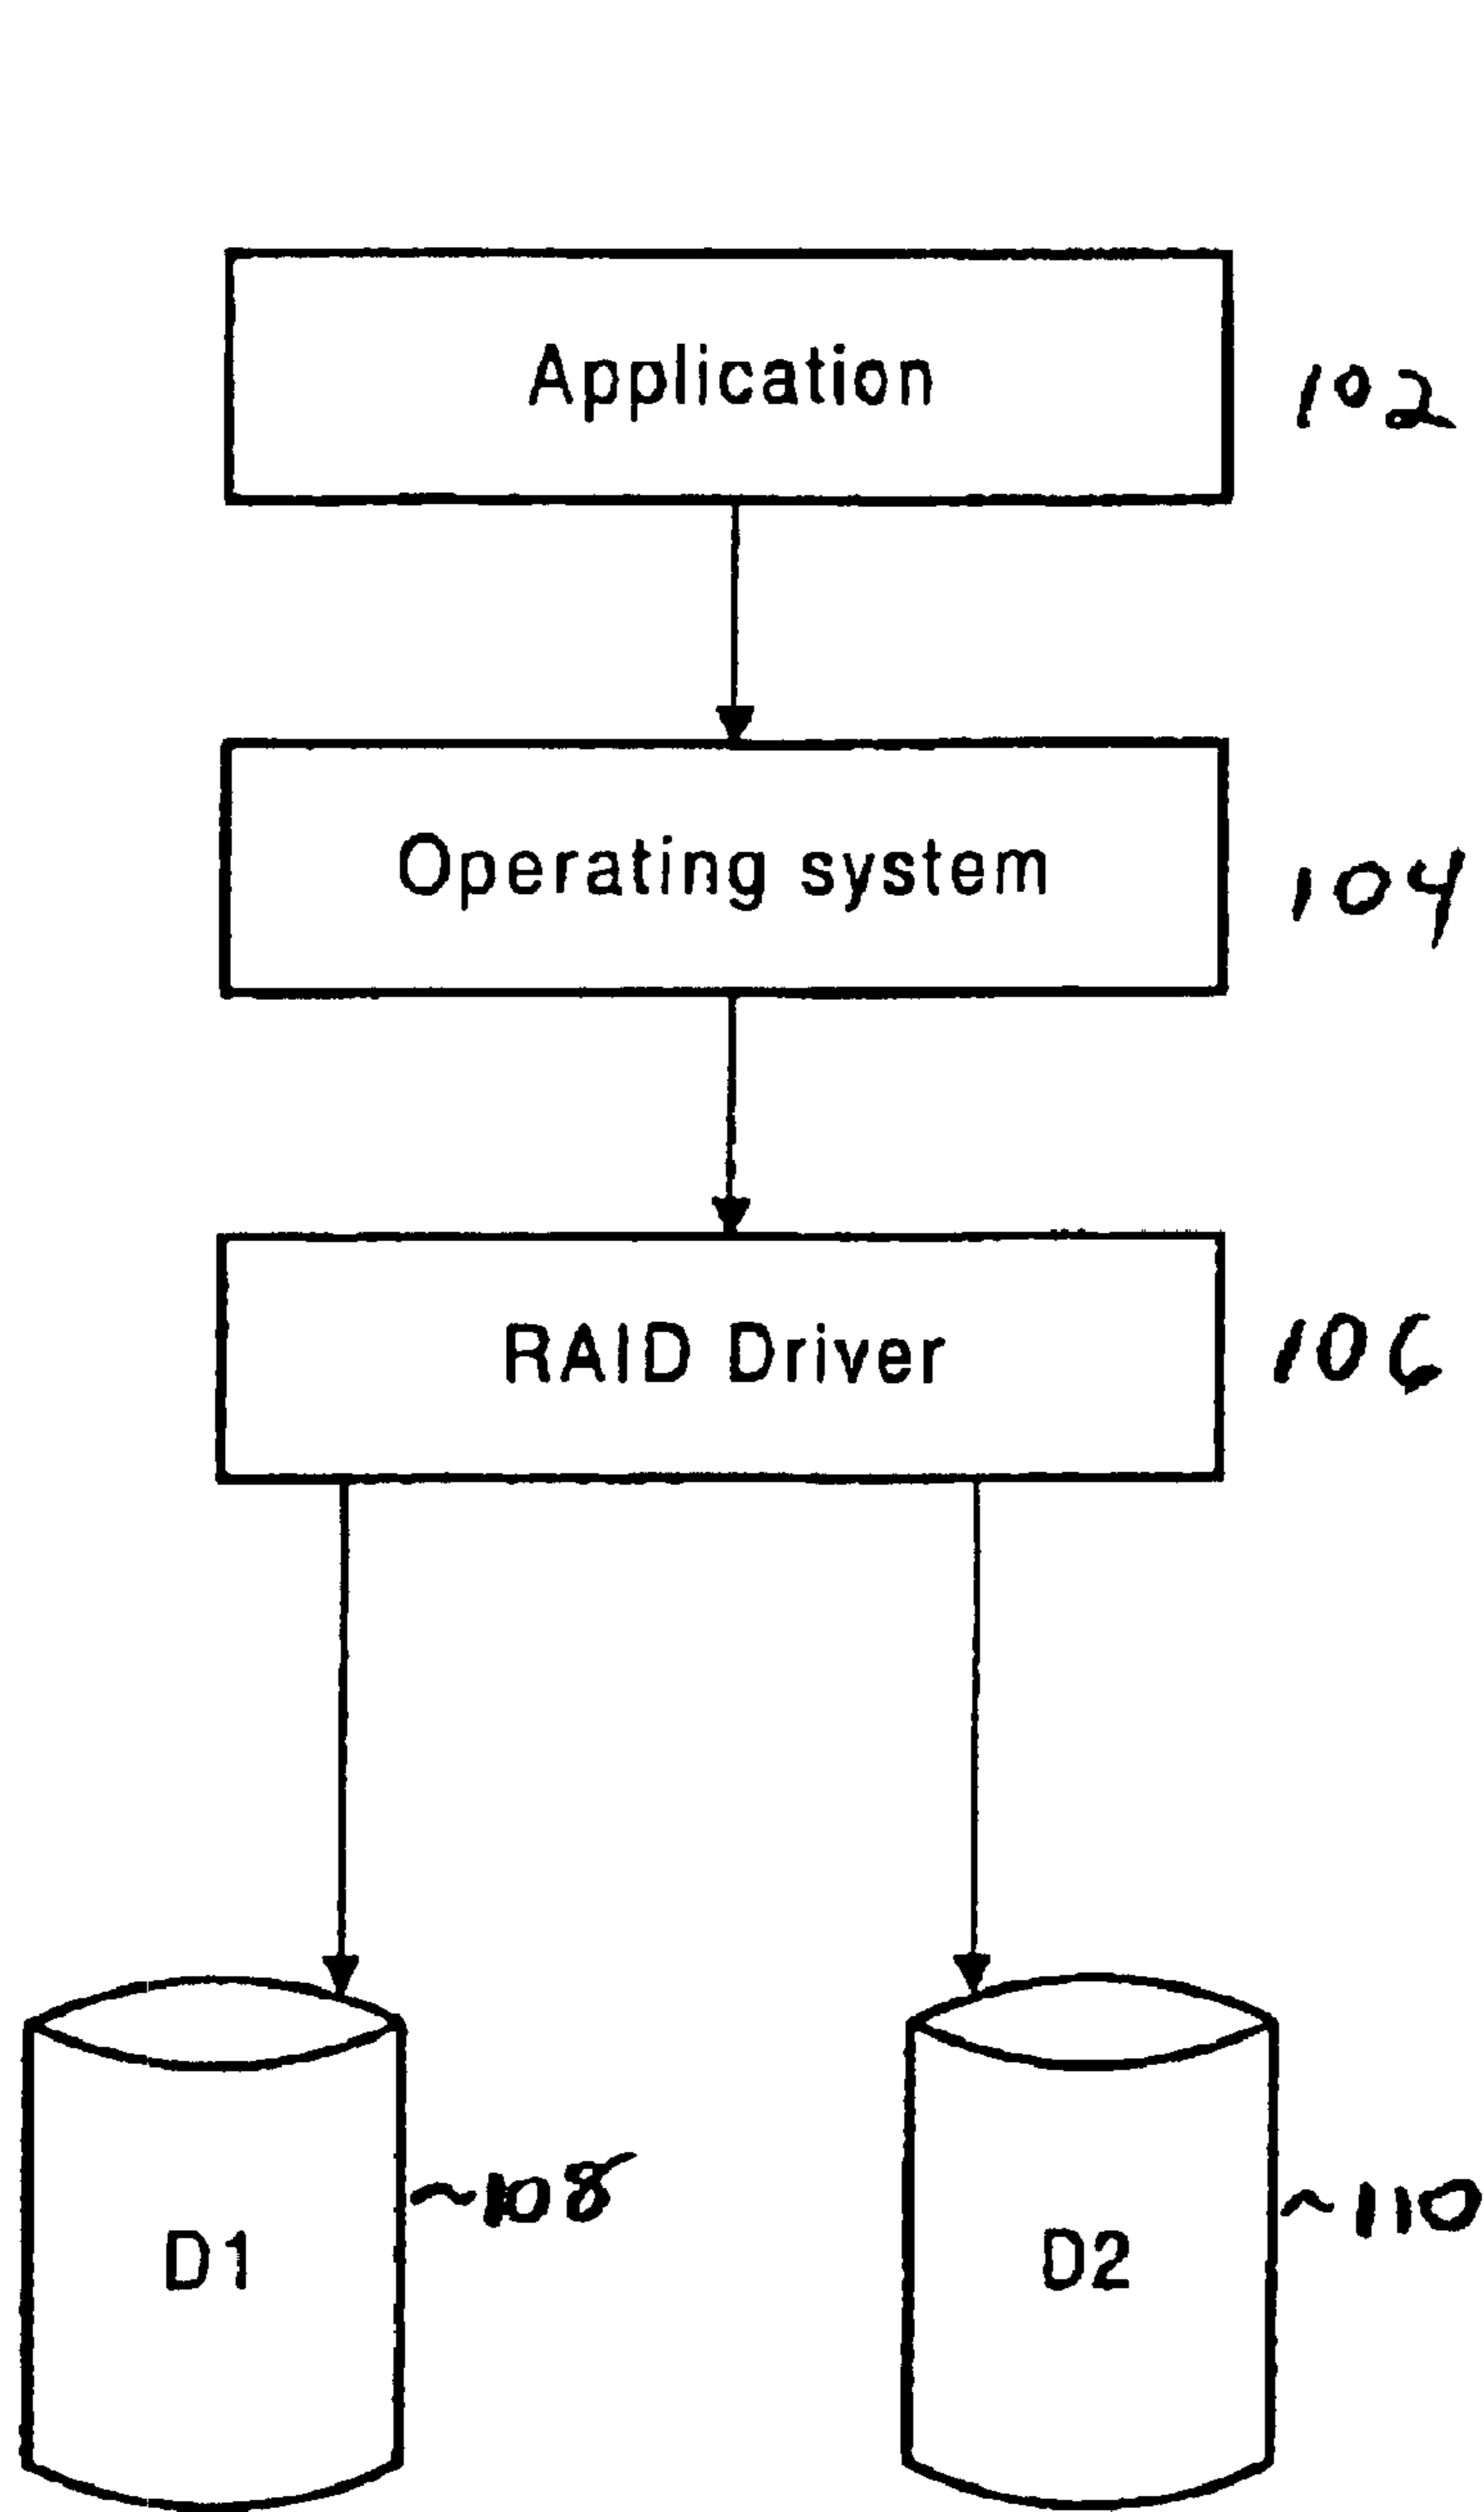 Application
102
Operating system
104
RAID Driver
106
108
110
D1
D2